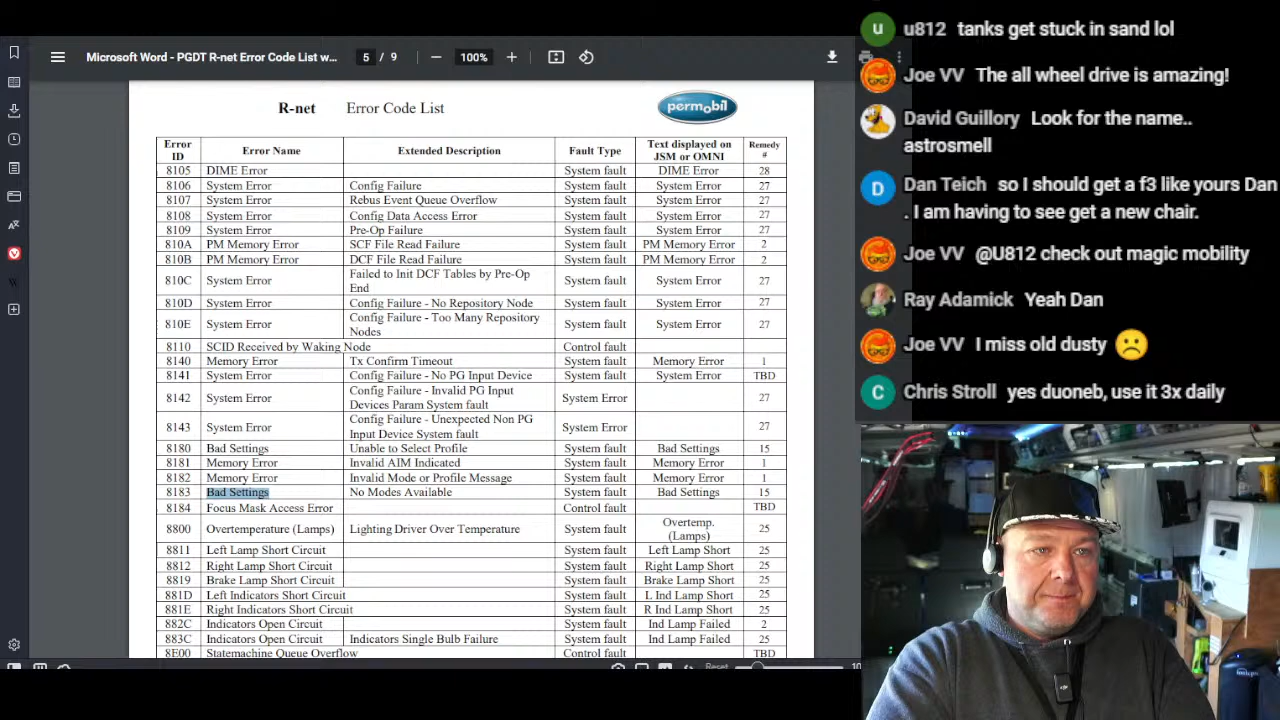 Microsoft Word - PGDT R-net Error Code List w...
5 / 9
100%
R-net Error Code List
permobil
Error ID Error Name Extended Description Fault Type Text displayed on JSM or OMNI Remedy #
8105 DIME Error System fault DIME Error 28
8106 System Error Config Failure System fault System Error 27
8107 System Error Rebus Event Queue Overflow System fault System Error 27
8108 System Error Config Data Access Error System fault System Error 27
8109 System Error Pre-Op Failure System fault System Error 27
810A PM Memory Error SCF File Read Failure System fault PM Memory Error 2
810B PM Memory Error DCF File Read Failure System fault PM Memory Error 2
810C System Error Failed to Init DCF Tables by Pre-Op End System fault System Error 27
810D System Error Config Failure - No Repository Node System fault System Error 27
810E System Error Config Failure - Too Many Repository Nodes System fault System Error 27
8110 SCID Received by Waking Node Control fault
8140 Memory Error Tx Confirm Timeout System fault Memory Error 1
8141 System Error Config Failure - No PG Input Device System fault System Error TBD
8142 System Error Config Failure - Invalid PG Input Devices Param System fault System Error 27
8143 System Error Config Failure - Unexpected Non PG Input Device System fault System Error 27
8180 Bad Settings Unable to Select Profile System fault Bad Settings 15
8181 Memory Error Invalid AIM Indicated System fault Memory Error 1
8182 Memory Error Invalid Mode or Profile Message System fault Memory Error 1
8183 Bad Settings No Modes Available System fault Bad Settings 15
8184 Focus Mask Access Error Control fault TBD
8800 Overtemperature (Lamps) Lighting Driver Over Temperature System fault Overtemp. (Lamps) 25
8811 Left Lamp Short Circuit System fault Left Lamp Short 25
8812 Right Lamp Short Circuit System fault Right Lamp Short 25
8819 Brake Lamp Short Circuit System fault Brake Lamp Short 25
881D Left Indicators Short Circuit System fault L Ind Lamp Short 25
881E Right Indicators Short Circuit System fault R Ind Lamp Short 25
882C Indicators Open Circuit System fault Ind Lamp Failed 2
883C Indicators Open Circuit Indicators Single Bulb Failure System fault Ind Lamp Failed 25
8E00 Statemachine Queue Overflow Control fault TBD
Reset
u u812 tanks get stuck in sand lol
Joe VV The all wheel drive is amazing!
David Guillory Look for the name..
astrosmell
D Dan Teich so I should get a f3 like yours Dan
. I am having to see get a new chair.
Joe VV @U812 check out magic mobility
Ray Adamick Yeah Dan
Joe VV I miss old dusty ☹️
C Chris Stroll yes duoneb, use it 3x daily